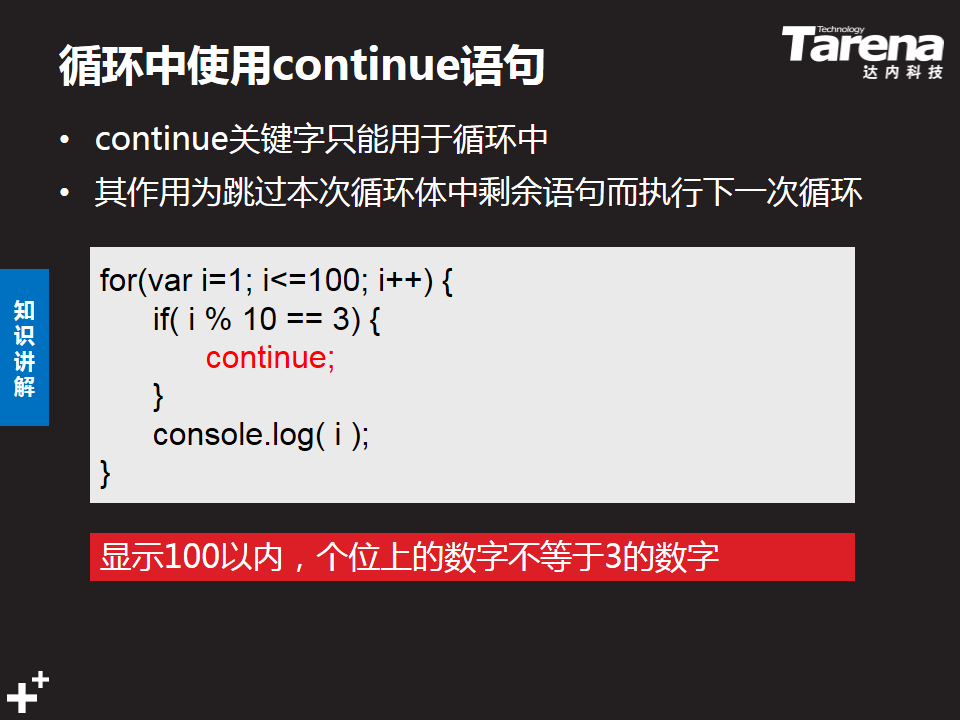 循环中使用continue语句
Technology
Tarena
达内科技
• continue关键字只能用于循环中
• 其作用为跳过本次循环体中剩余语句而执行下一次循环
知识讲解
for(var i=1; i<=100; i++) {
if( i % 10 == 3) {
continue;
}
console.log( i );
}
显示100以内，个位上的数字不等于3的数字